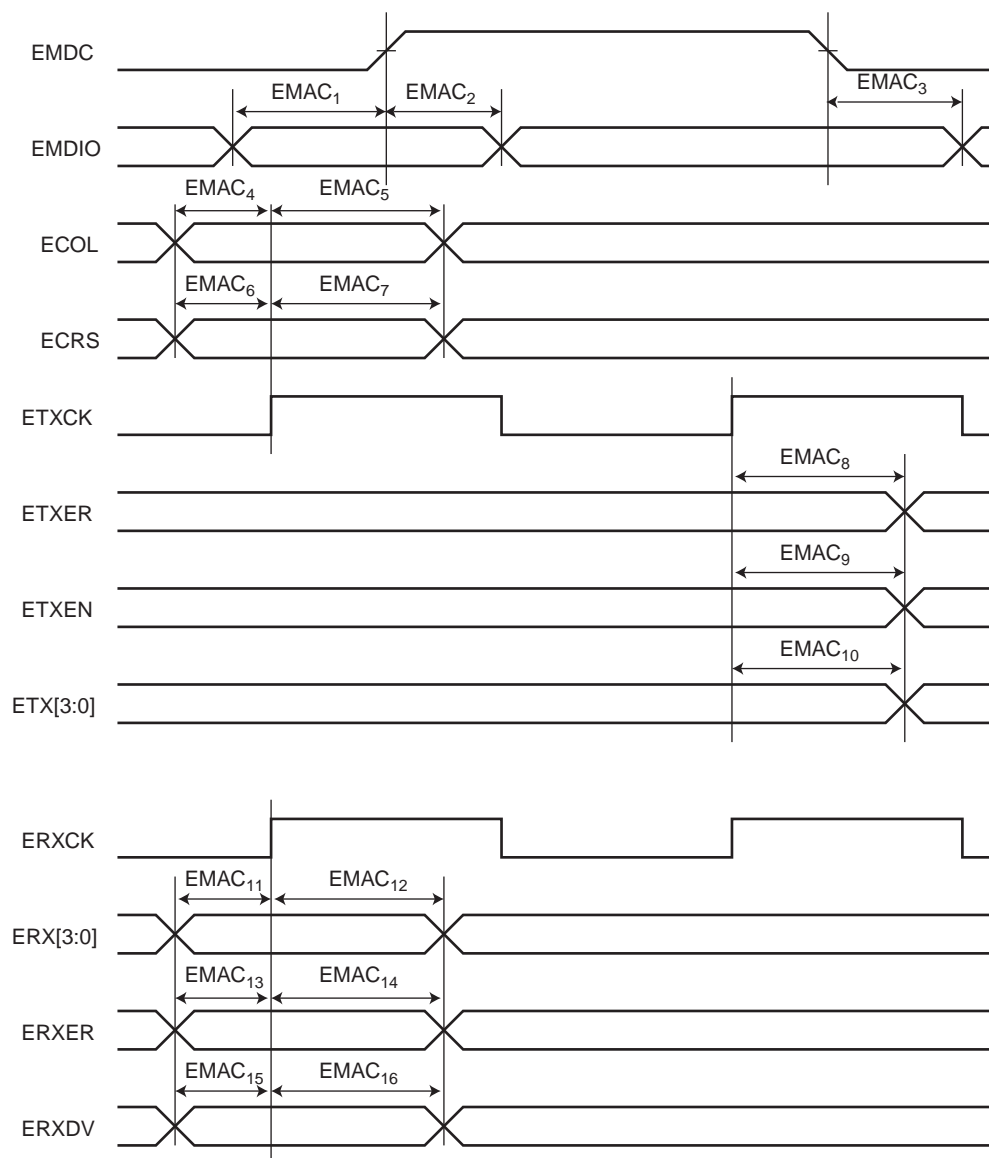 EMDC
EMAC₁ EMAC₂ EMAC₃
EMDIO
EMAC₄ EMAC₅
ECOL
EMAC₆ EMAC₇
ECRS
ETXCK
EMAC₈
ETXER
EMAC₉
ETXEN
EMAC₁₀
ETX[3:0]
ERXCK
EMAC₁₁ EMAC₁₂
ERX[3:0]
EMAC₁₃ EMAC₁₄
ERXER
EMAC₁₅ EMAC₁₆
ERXDV